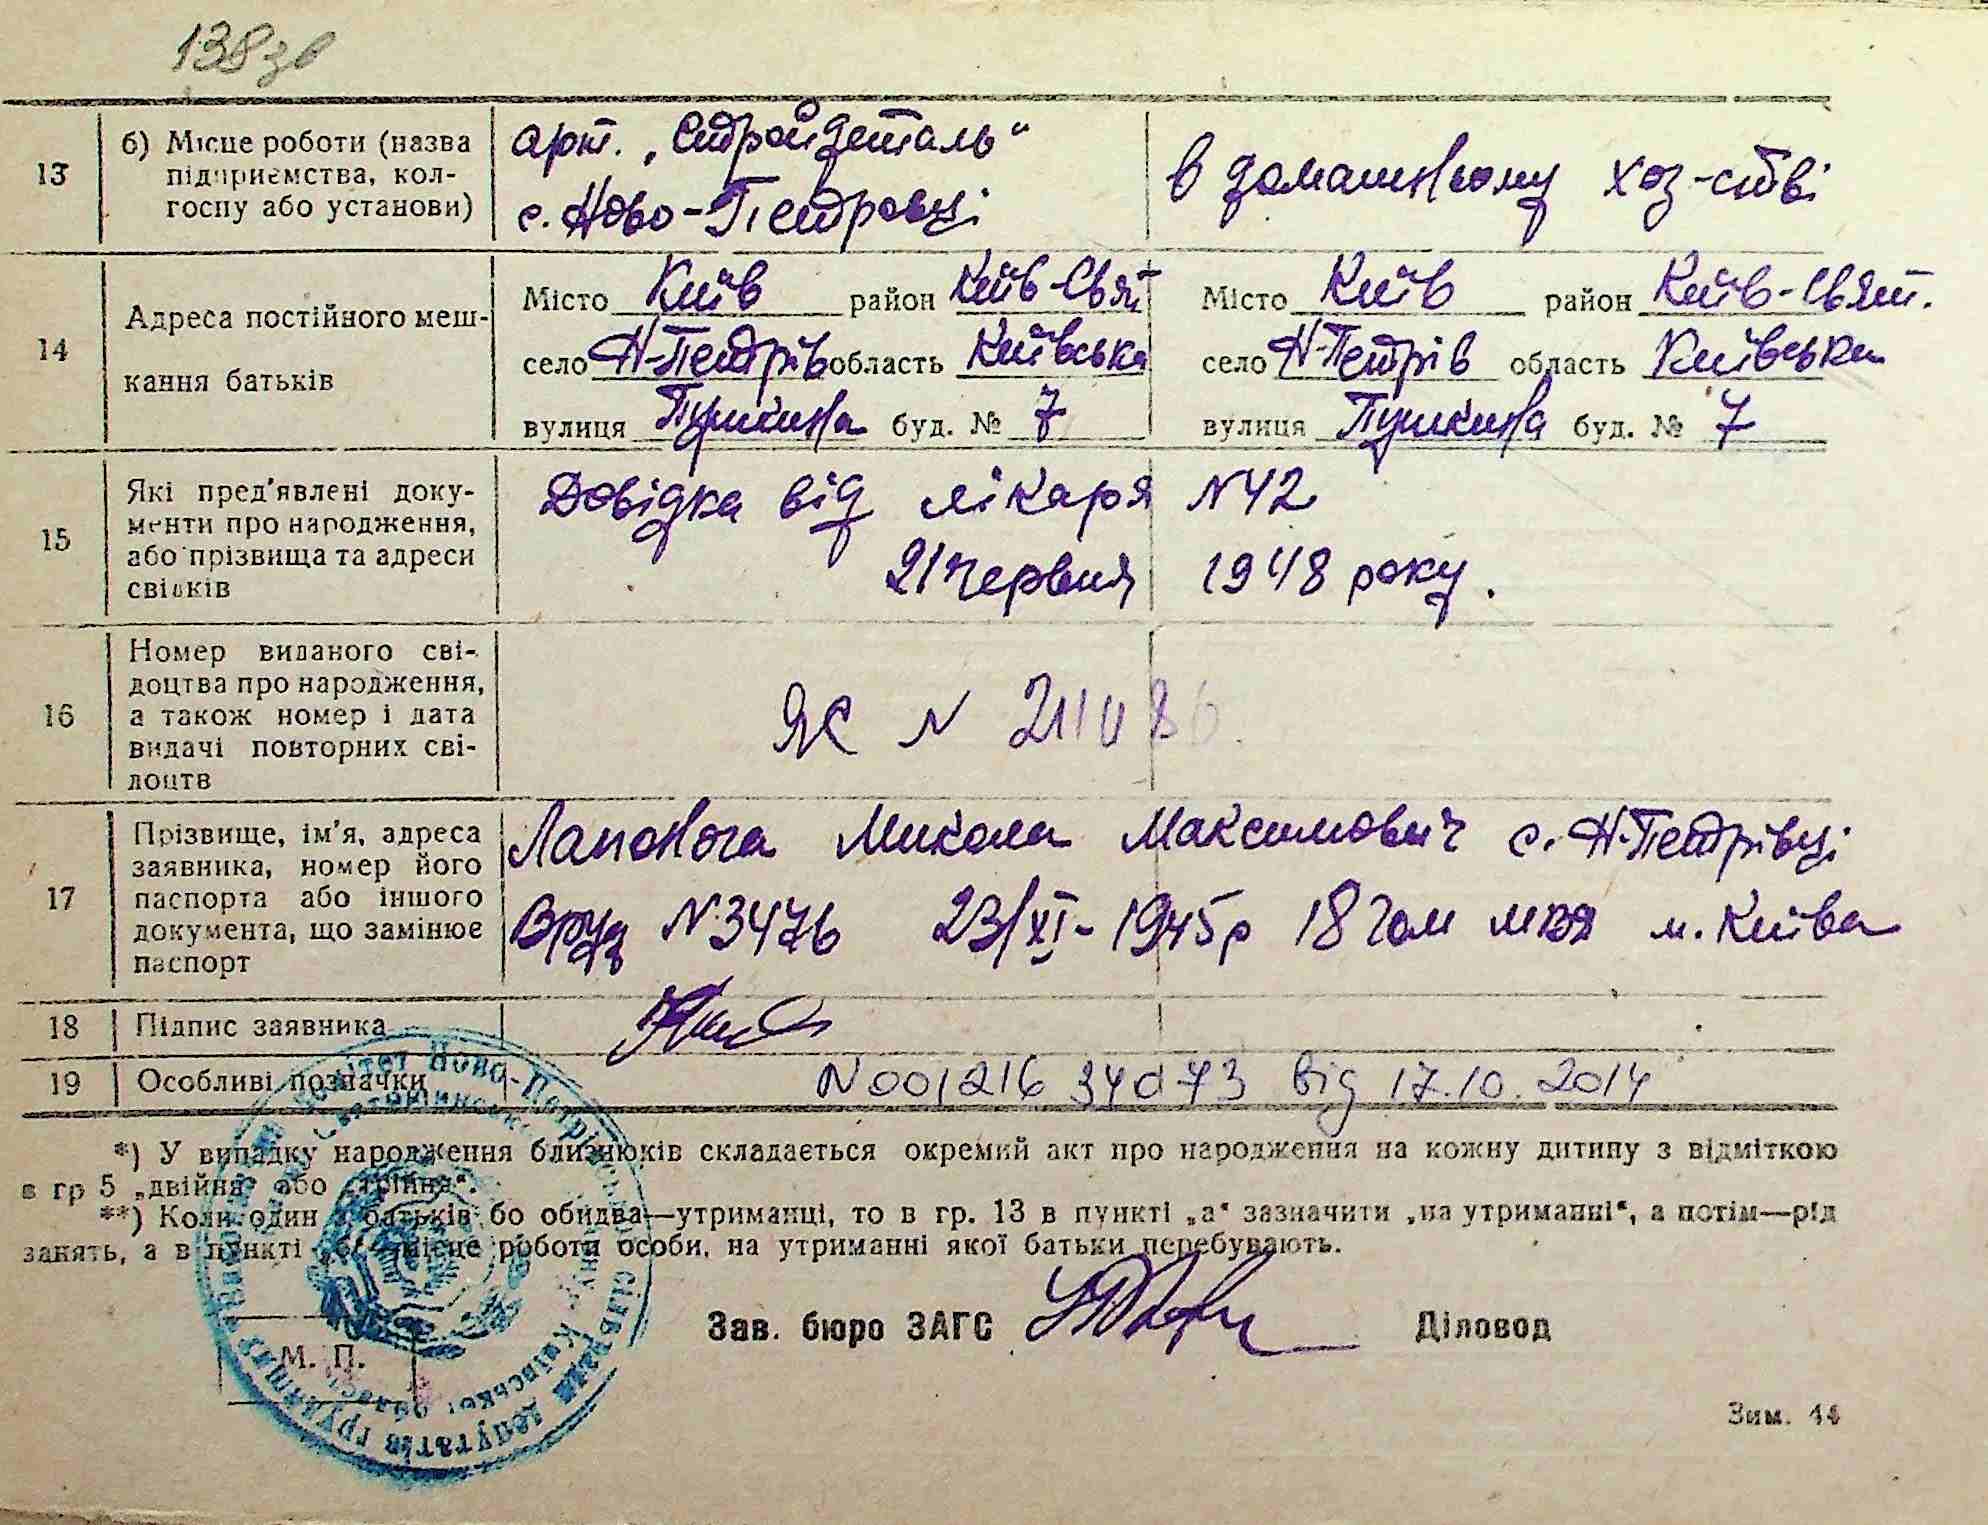 138зв
13
б) Місце роботи (назва
підприємства, кол-
госпу або установи)
арт. „Стройдеталь“
с. Ново-Петровці
в домашньому хоз-стві
14
Адреса постійного меш-
кання батьків
Місто Київ район Київ-Свят
село Н-Петрів область Київська
вулиця Пушкина буд. № 7
Місто Київ район Київ-Свят.
село Н-Петрів область Київська
вулиця Пушкина буд. № 7
15
Які пред'явлені доку-
менти про народження,
або прізвища та адреси
свідків
Довідка від лікаря N42
21 червня 1948 року.
16
Номер виданого сві-
доцтва про народження,
а також номер і дата
видачі повторних сві-
доцтв
ЯС N 211086
17
Прізвище, ім'я, адреса
заявника, номер його
паспорта або іншого
документа, що замінює
паспорт
Лапонога Микола Максимович с. Н-Петрівці
N 3476 23/XI-1945р 18 м. Київа
18
Підпис заявника
19
Особливі позначки
N00121634073 від 17.10.2014
*) У випадку народження близнюків складається окремий акт про народження на кожну дитину з відміткою
в гр 5 „двійня“ або „трійня“.
**) Коли один з батьків бо обидва—утриманці, то в гр. 13 в пункті „а“ зазначити „на утриманні“, а потім—рід
занять, а в пункті „б“—місце роботи особи, на утриманні якої батьки перебувають.
Зав. бюро ЗАГС
Діловод
М. П.
Зим. 44